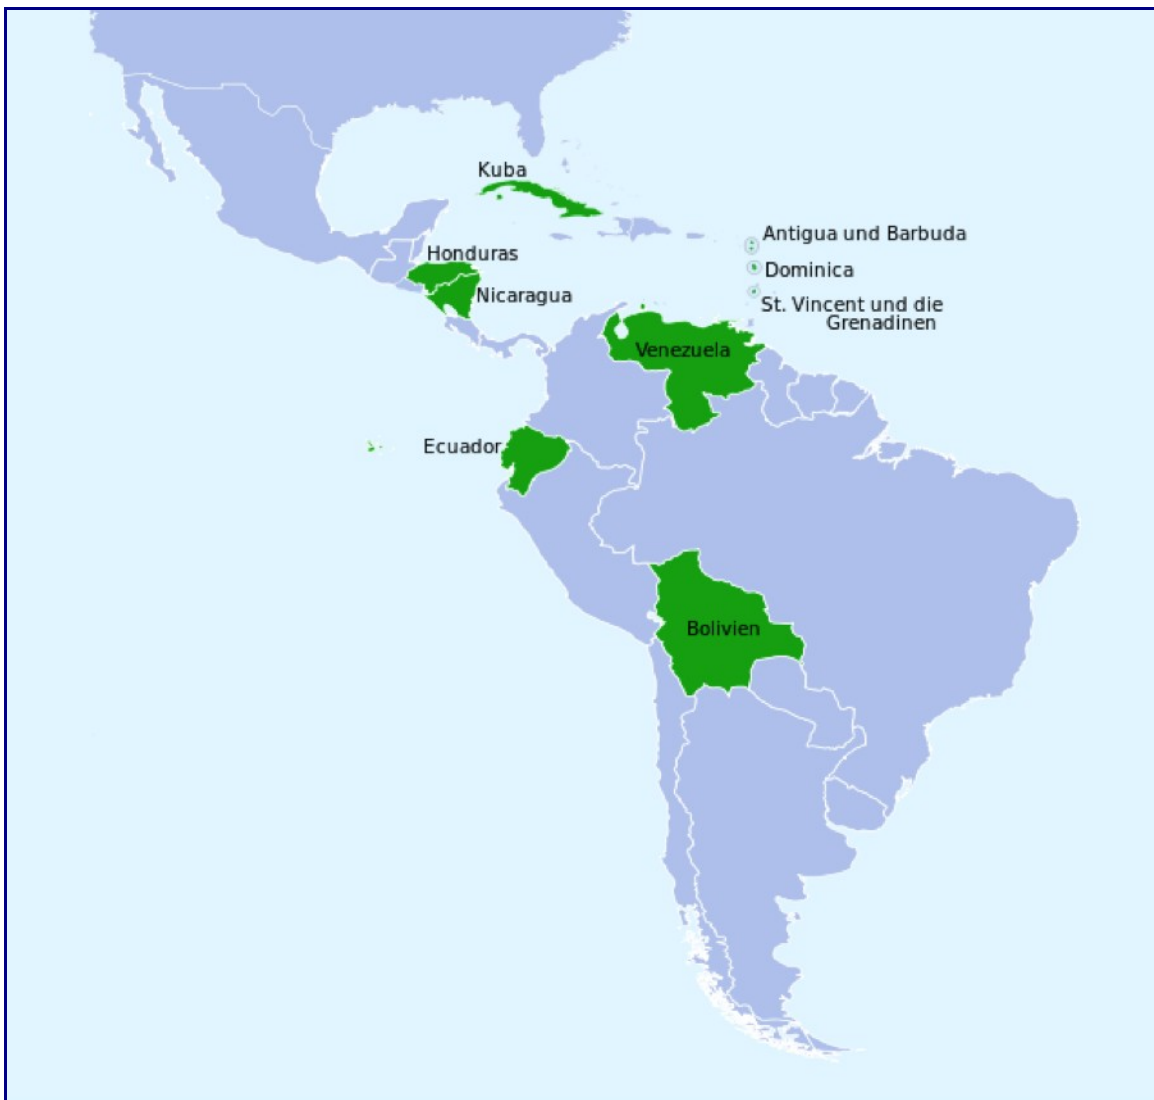 Kuba
Antigua und Barbuda
Honduras
Dominica
Nicaragua
St. Vincent und die
Grenadinen
Venezuela
Ecuador
Bolivien